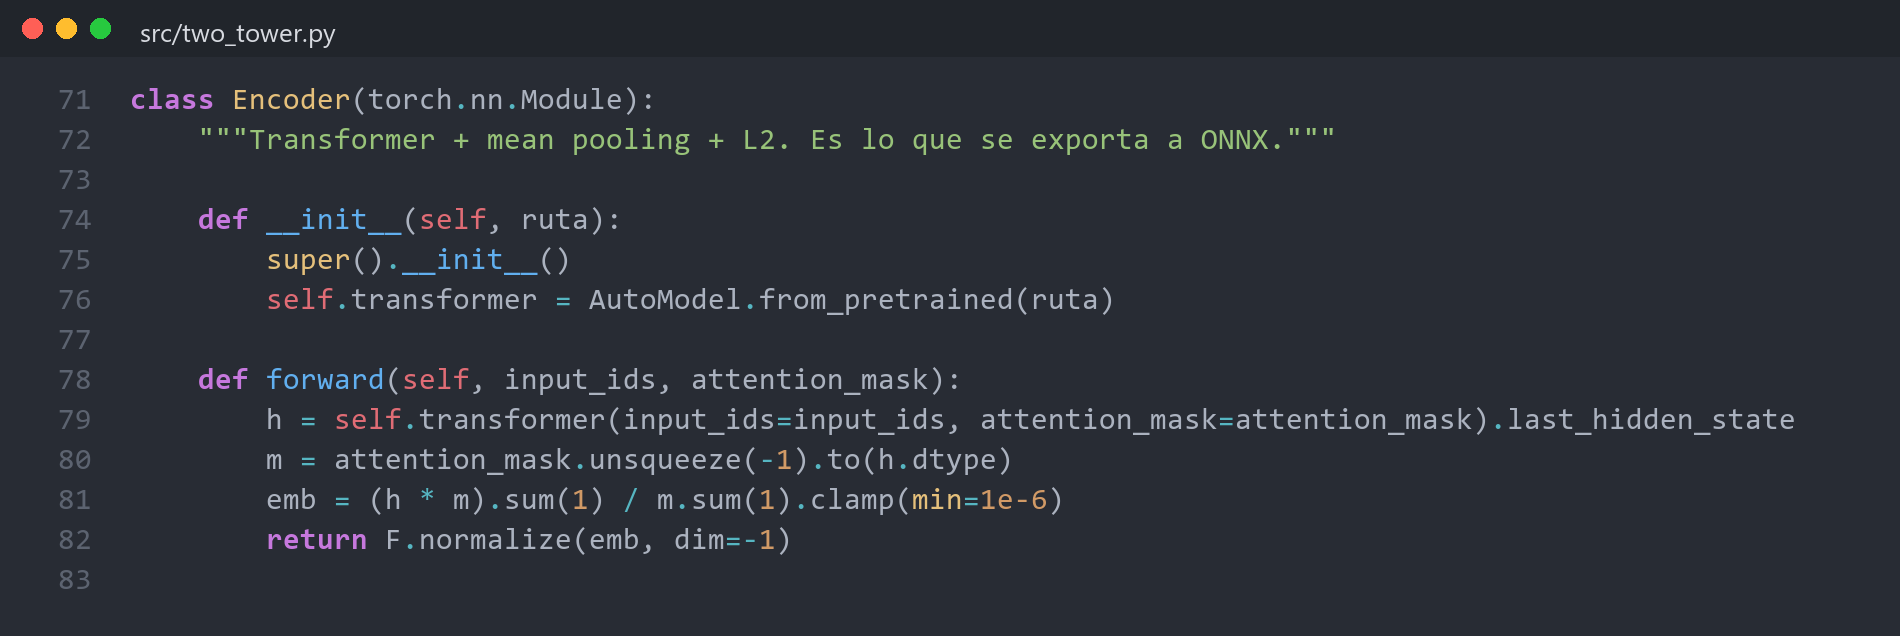 src/two_tower.py
71 class Encoder(torch.nn.Module):
72     """Transformer + mean pooling + L2. Es lo que se exporta a ONNX."""
73
74     def __init__(self, ruta):
75         super().__init__()
76         self.transformer = AutoModel.from_pretrained(ruta)
77
78     def forward(self, input_ids, attention_mask):
79         h = self.transformer(input_ids=input_ids, attention_mask=attention_mask).last_hidden_state
80         m = attention_mask.unsqueeze(-1).to(h.dtype)
81         emb = (h * m).sum(1) / m.sum(1).clamp(min=1e-6)
82         return F.normalize(emb, dim=-1)
83